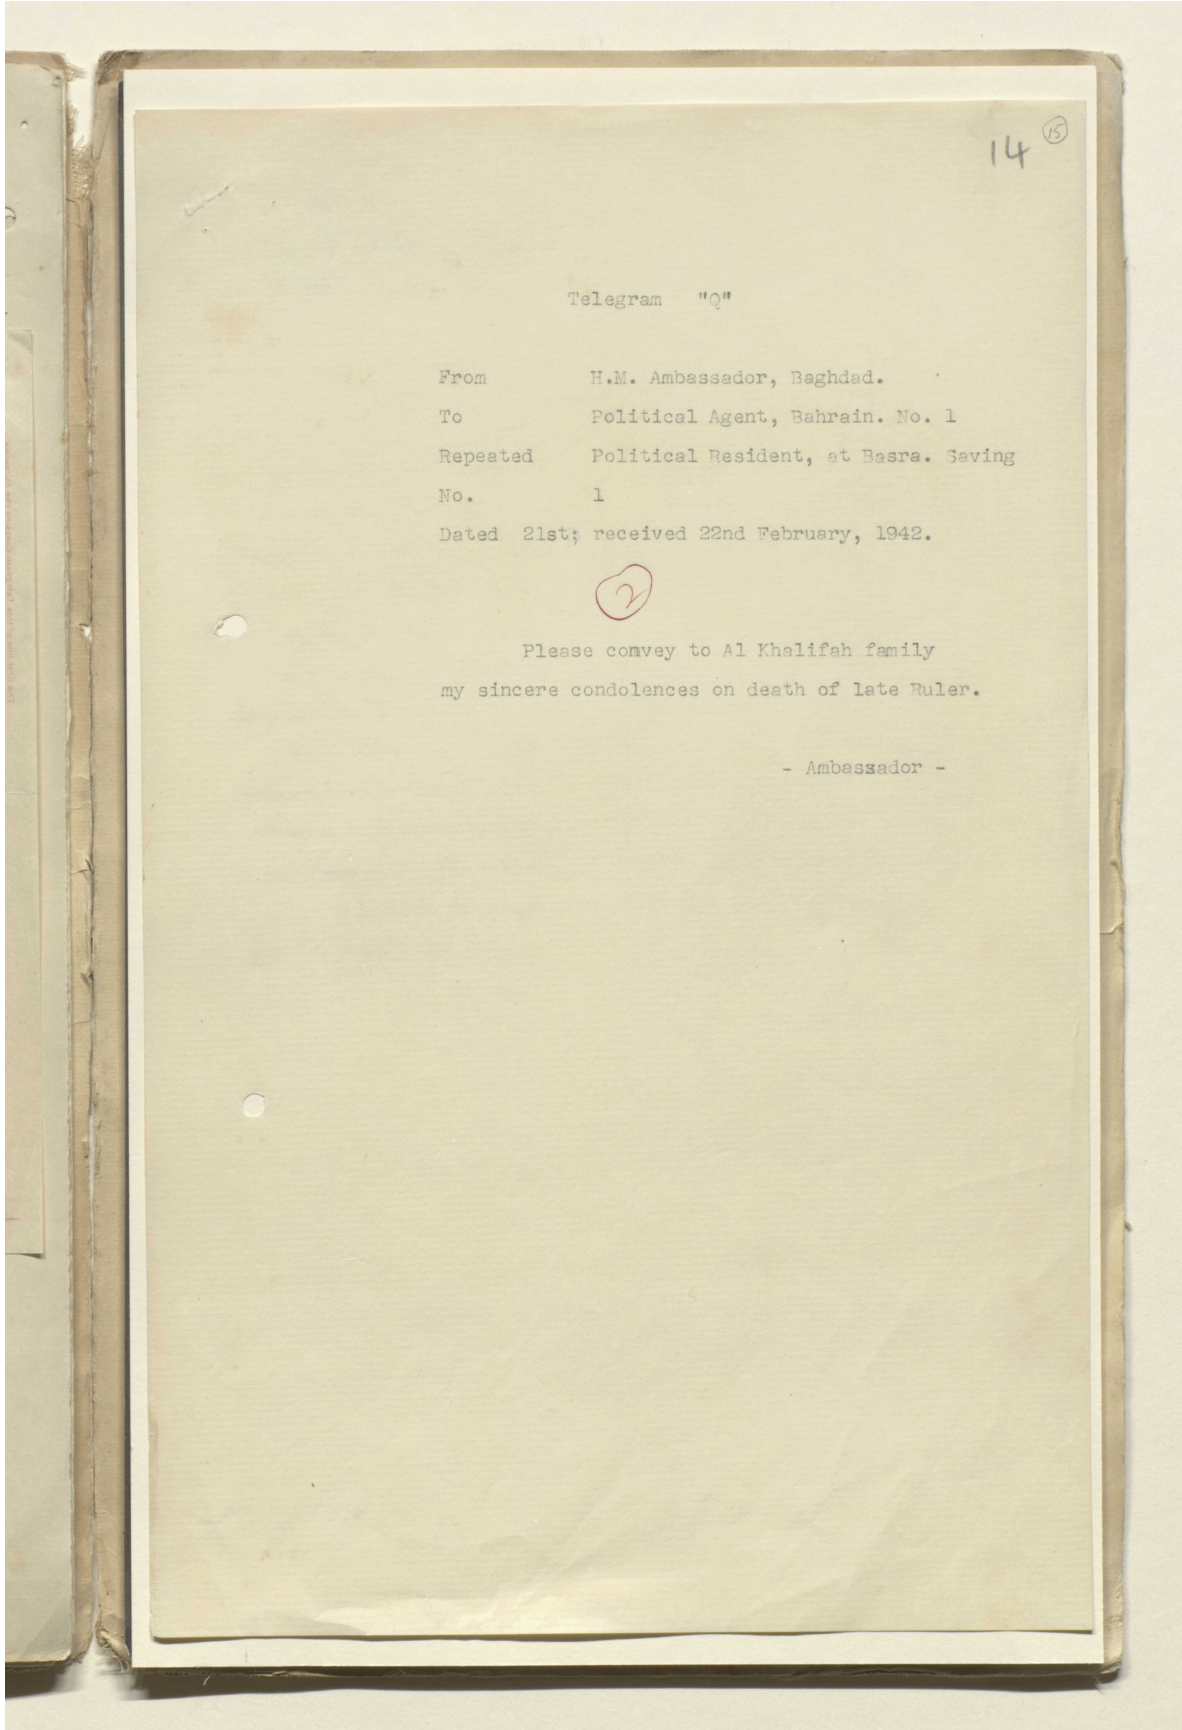 14 15
Telegram "Q"
From H.M. Ambassador, Baghdad.
To Political Agent, Bahrain. No. 1
Repeated Political Resident, at Basra. Saving
No. 1
Dated 21st; received 22nd February, 1942.
2
Please convey to Al Khalifah family
my sincere condolences on death of late Ruler.
- Ambassador -